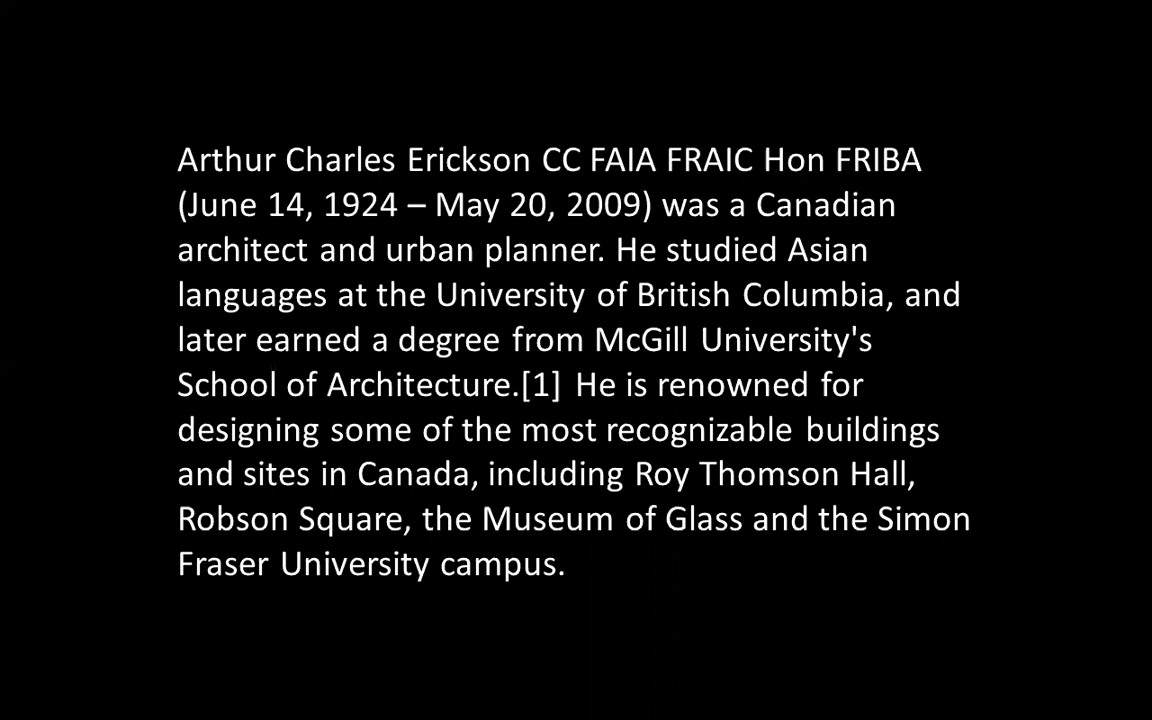 Arthur Charles Erickson CC FAIA FRAIC Hon FRIBA
(June 14, 1924 – May 20, 2009) was a Canadian
architect and urban planner. He studied Asian
languages at the University of British Columbia, and
later earned a degree from McGill University's
School of Architecture.[1] He is renowned for
designing some of the most recognizable buildings
and sites in Canada, including Roy Thomson Hall,
Robson Square, the Museum of Glass and the Simon
Fraser University campus.